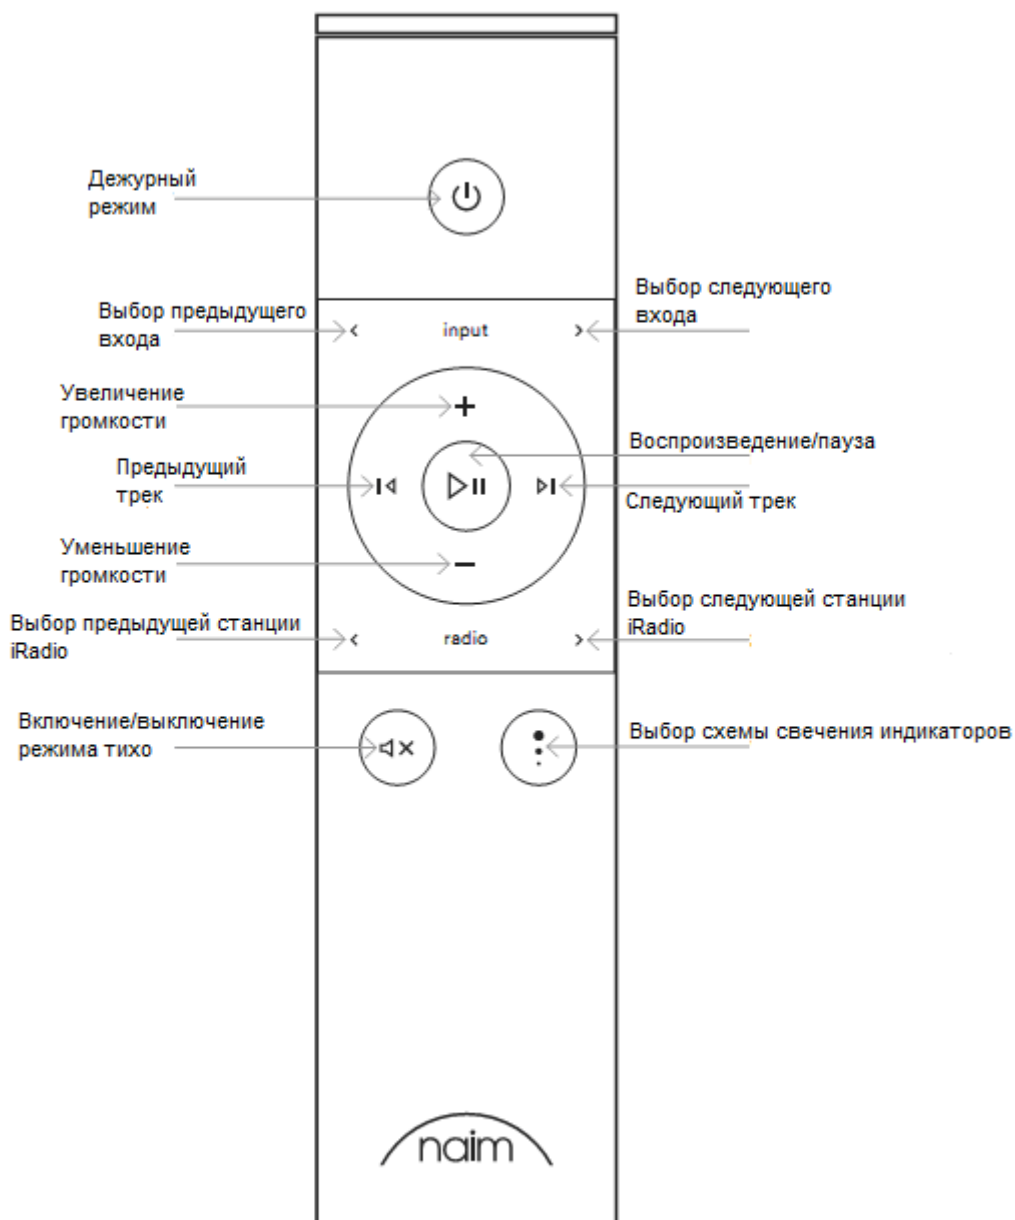 Дежурный
режим
Выбор предыдущего
входа
input
Выбор следующего
входа
Увеличение
громкости
Воспроизведение/пауза
Предыдущий
трек
Следующий трек
Уменьшение
громкости
Выбор предыдущей станции
iRadio
radio
Выбор следующей станции
iRadio
Включение/выключение
режима тихо
Выбор схемы свечения индикаторов
naim